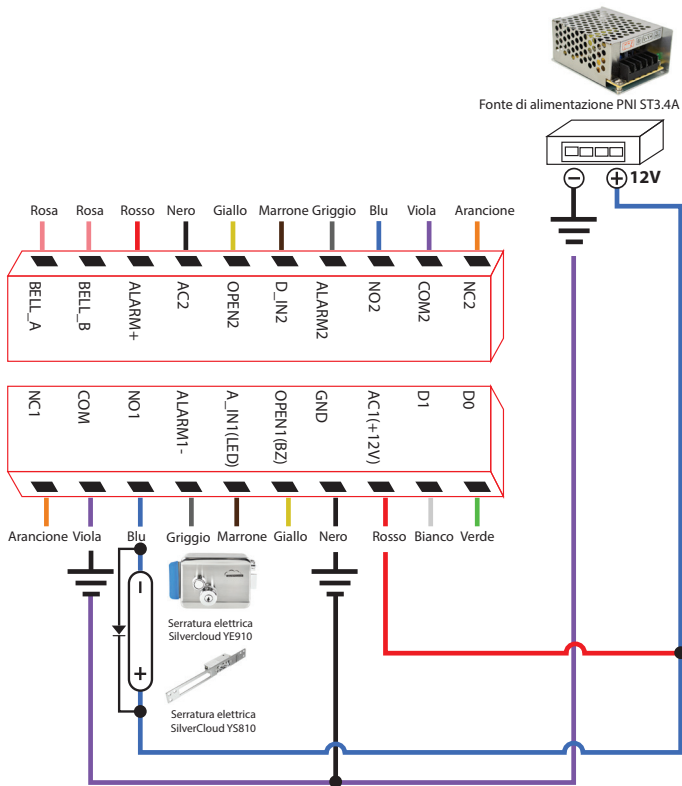 Fonte di alimentazione PNI ST3.4A
12V
Rosa Rosa Rosso Nero Giallo Marrone Griggio Blu Viola Arancione
BELL_A
BELL_B
ALARM+
AC2
OPEN2
D_IN2
ALARM2
NO2
COM2
NC2
NC1
COM
NO1
ALARM1-
A_IN1(LED)
OPEN1(BZ)
GND
AC1(+12V)
D1
D0
Arancione Viola Blu Griggio Marrone Giallo Nero Rosso Bianco Verde
Serratura elettrica
Silvercloud YE910
Serratura elettrica
SilverCloud YS810